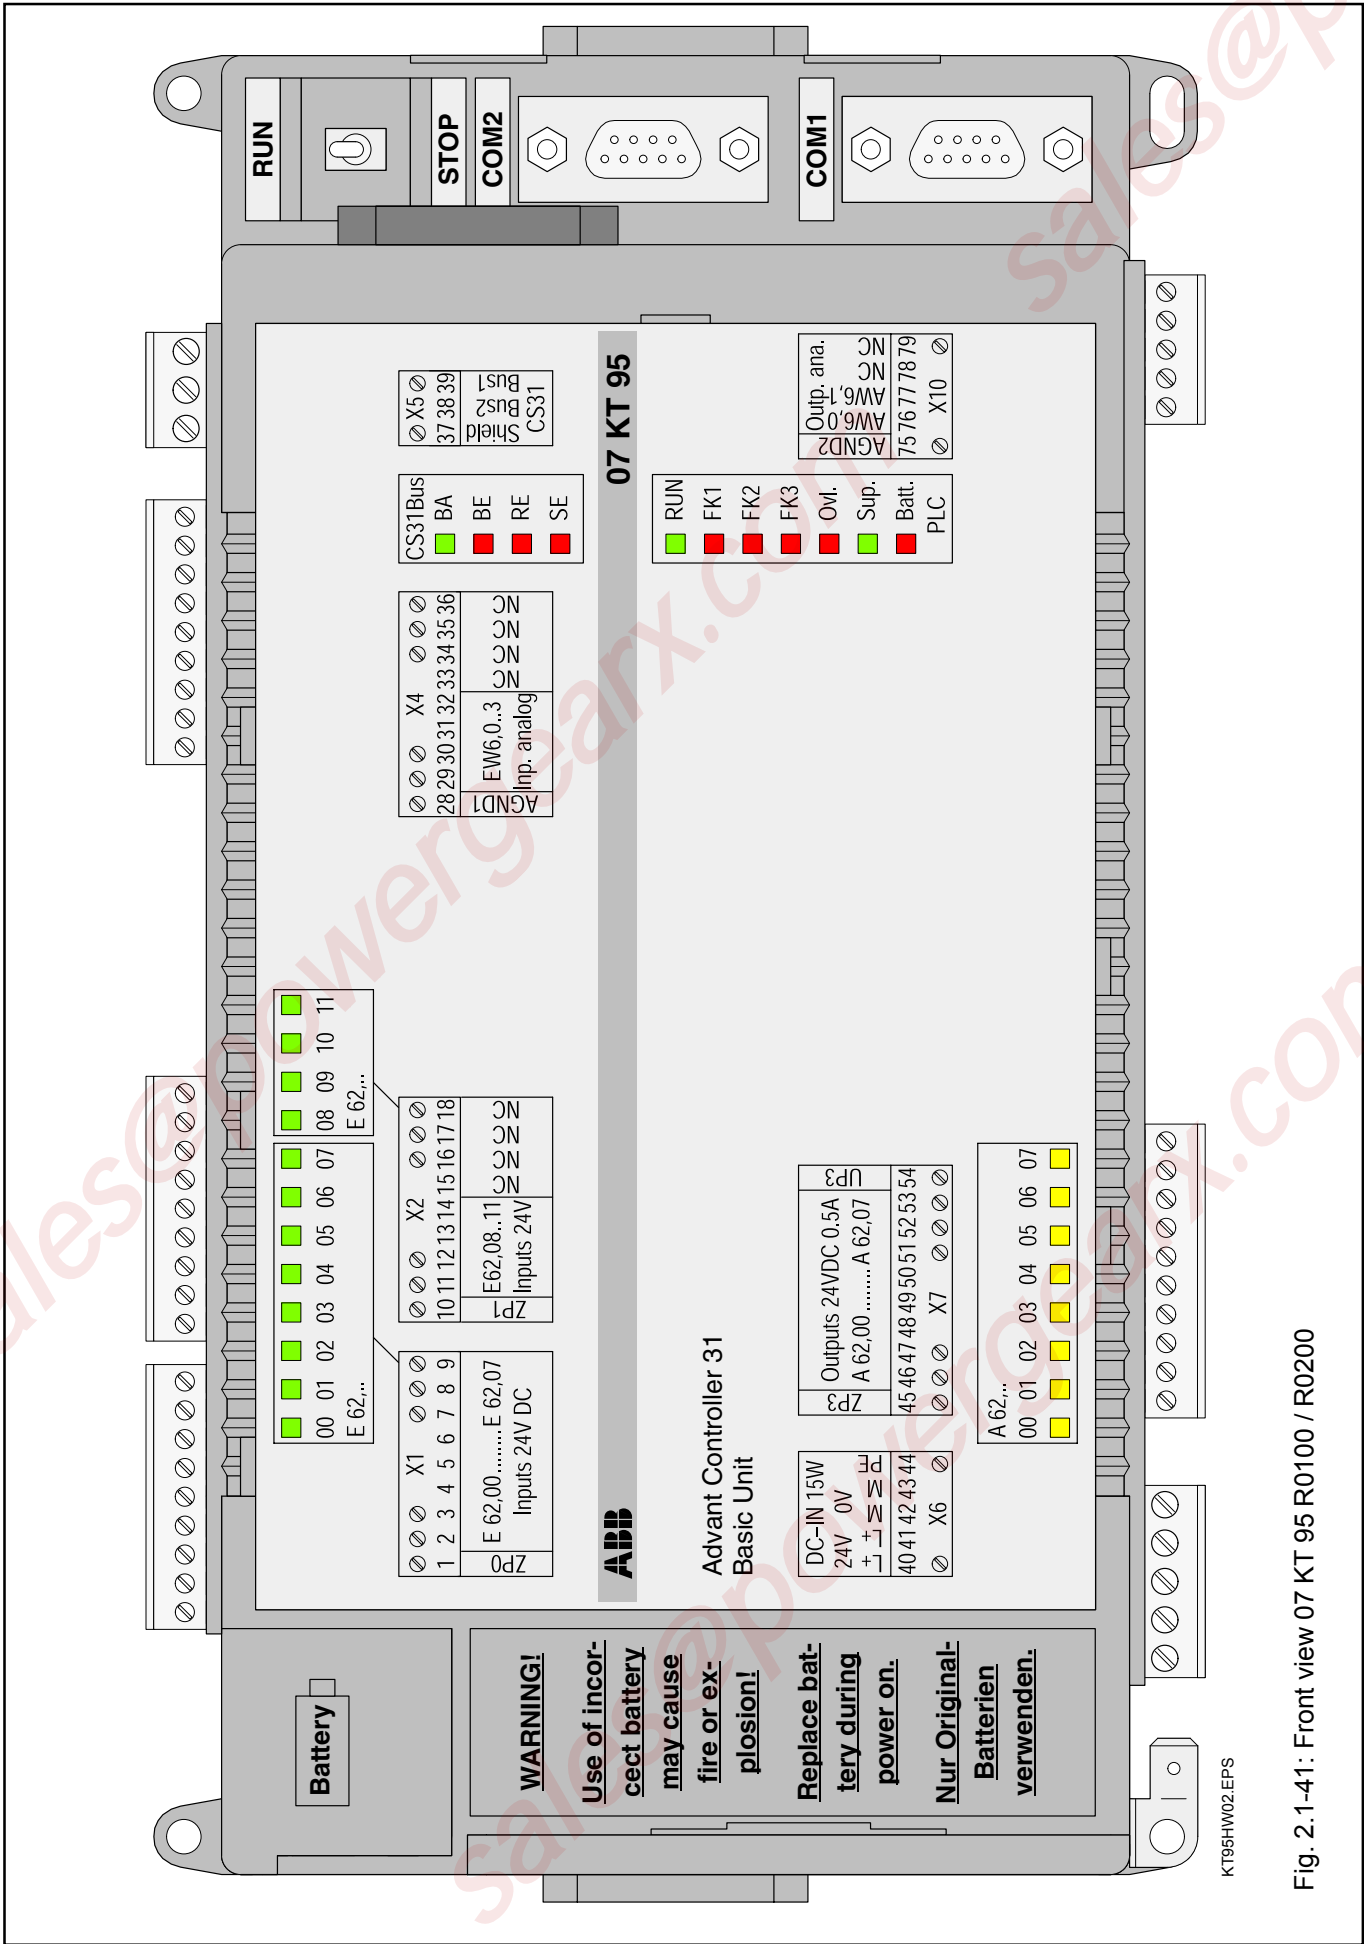 Battery
WARNING!
Use of incor-
cect battery
may cause
fire or ex-
plosion!
Replace bat-
tery during
power on.
Nur Original-
Batterien
verwenden.
00 01 02 03 04 05 06 07
E 62,..
08 09 10 11
E 62,..
X1
1 2 3 4 5 6 7 8 9
ZP0
E 62,00 ......... E 62,07
Inputs 24V DC
X2
10 11 12 13 14 15 16 17 18
ZP1
E62,08..11
Inputs 24V
NC NC NC NC
X4
28 29 30 31 32 33 34 35 36
AGND1
EW6,0..3
Inp. analog
NC NC NC NC
CS31Bus
BA
BE
RE
SE
X5
37 38 39
Shield Bus2 Bus1
CS31
ABB
07 KT 95
Advant Controller 31
Basic Unit
RUN
FK1
FK2
FK3
Ovl.
Sup.
Batt.
PLC
DC-IN 15W
24V 0V
L+ L+ M M PE
40 41 42 43 44
X6
ZP3
Outputs 24VDC 0.5A
A 62,00 ......... A 62,07
UP3
45 46 47 48 49 50 51 52 53 54
X7
A 62,..
00 01 02 03 04 05 06 07
Outp. ana.
AGND2 AW6,0 AW6,1 NC NC
75 76 77 78 79
X10
RUN
STOP
COM2
COM1
KT95HW02.EPS
Fig. 2.1-41: Front view 07 KT 95 R0100 / R0200
sales@powergearx.com
sales@powergearx.com
sales@p